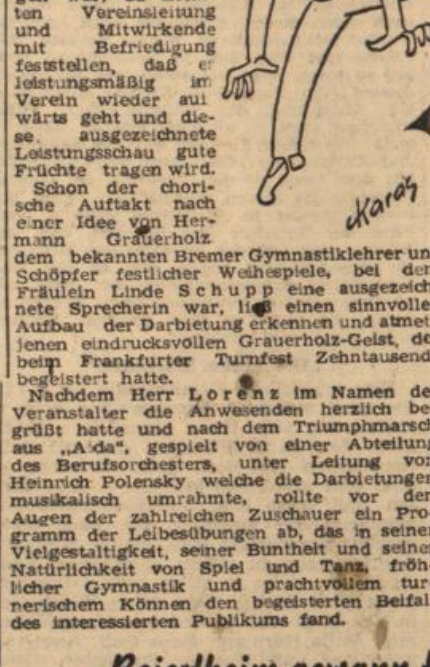 ten Vereinsleitung
und Mitwirkende
mit Befriedigung
feststellen, daß er
leistungsmäßig im
Verein wieder auf
wärts geht und die-
se ausgezeichnete
Leistungsschau gute
Früchte tragen wird.
Schon der chori-
sche Auftakt nach
einer Idee von Her-
mann Grauerholz
Karas
dem bekannten Bremer Gymnastiklehrer un
Schöpfer festlicher Weihespiele, bei der
Fräulein Linde Schupp eine ausgezeich
nete Sprecherin war, ließ einen sinnvolle
Aufbau der Darbietung erkennen und atmet
jenen eindrucksvollen Grauerholz-Geist, de
beim Frankfurter Turnfest Zehntausend
begeistert hatte.
Nachdem Herr Lorenz im Namen de
Veranstalter die Anwesenden herzlich be
grüßt hatte und nach dem Triumphmarsch
aus „Aida", gespielt von einer Abteilung
des Berufsorchesters, unter Leitung von
Heinrich Polensky welche die Darbietungen
musikalisch umrahmte, rollte vor den
Augen der zahlreichen Zuschauer ein Pro
gramm der Leibesübungen ab, das in seiner
Vielgestaltigkeit, seiner Buntheit und seiner
Natürlichkeit von Spiel und Tanz, fröh-
licher Gymnastik und prachtvollem tur
nerischem Können den begeisterten Beifal
des interessierten Publikums fand.